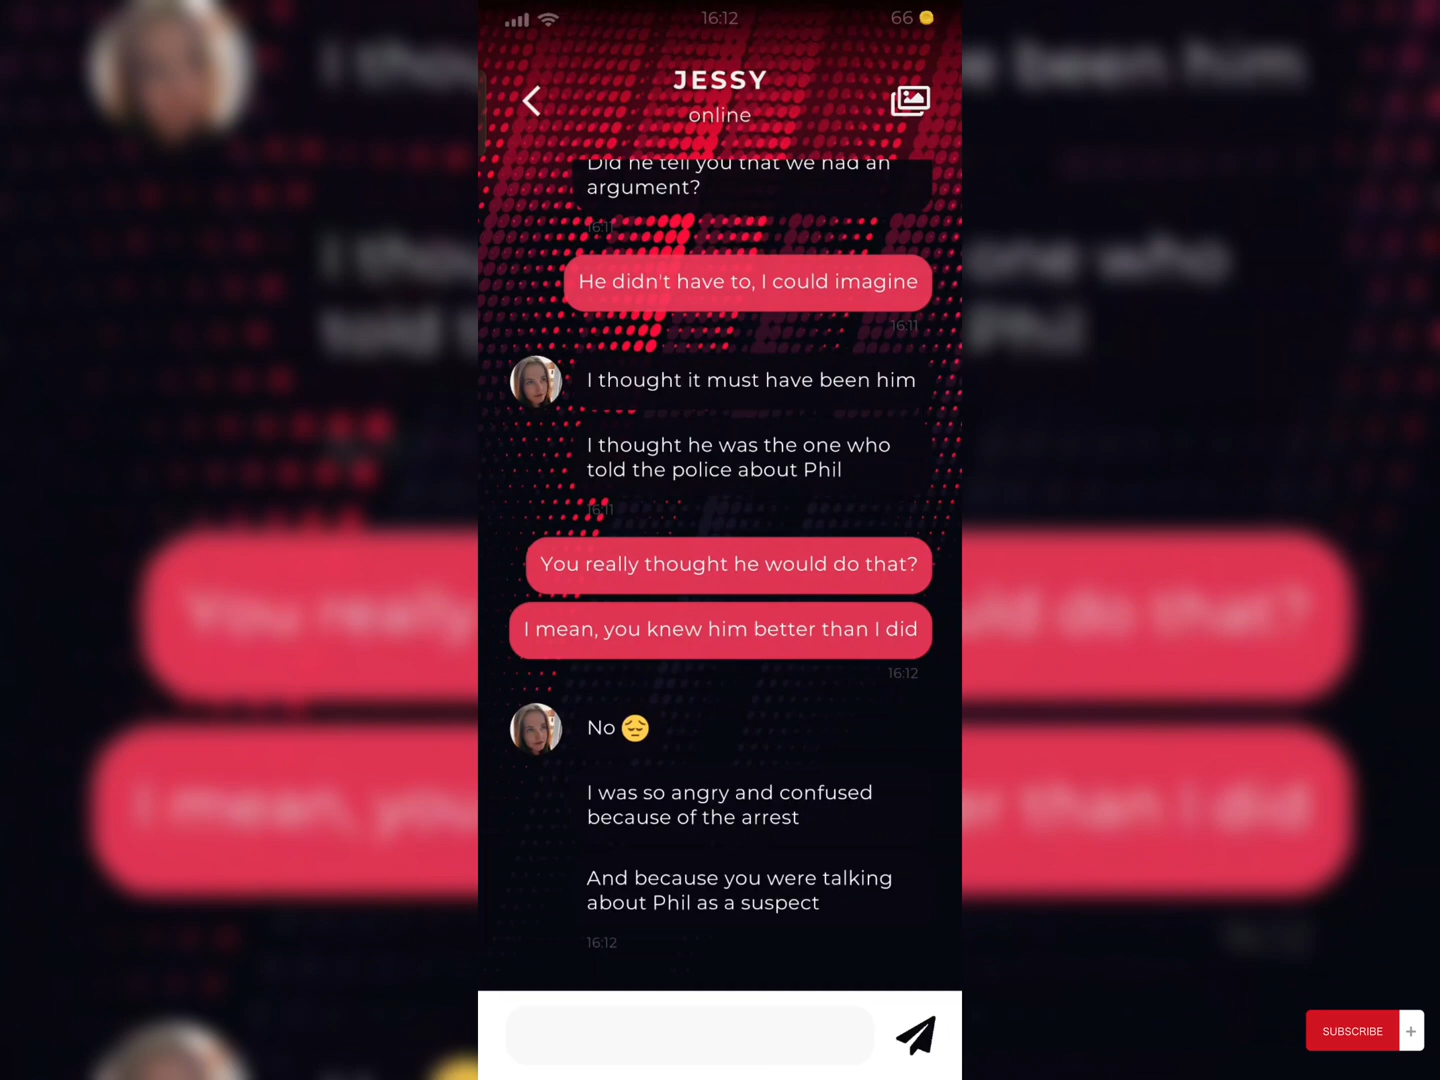 16:12
66
JESSY
online
Did he tell you that we had an
argument?
16:11
He didn't have to, I could imagine
16:11
I thought it must have been him
I thought he was the one who
told the police about Phil
16:11
You really thought he would do that?
I mean, you knew him better than I did
16:12
No 😔
I was so angry and confused
because of the arrest
And because you were talking
about Phil as a suspect
16:12
SUBSCRIBE